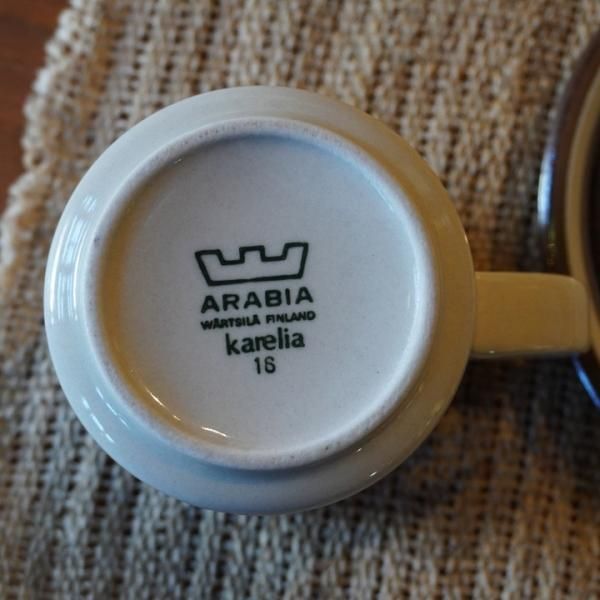 ARABIA
WÄRTSILÄ FINLAND
karelia
16